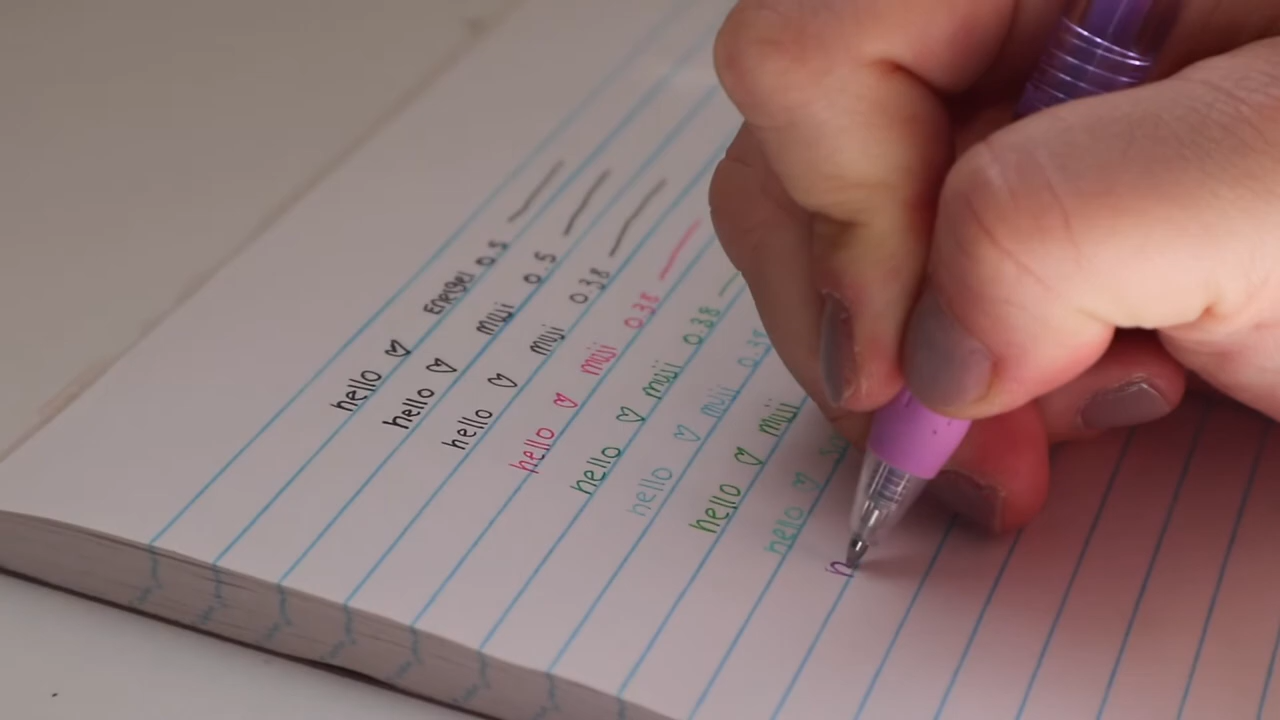 hello ♡ Energel 0.5
hello ♡ muji 0.5
hello ♡ muji 0.38
hello ♡ muji 0.38
hello ♡ muji 0.38
hello ♡ muji 0.38
hello ♡ muji
hello ♡
h